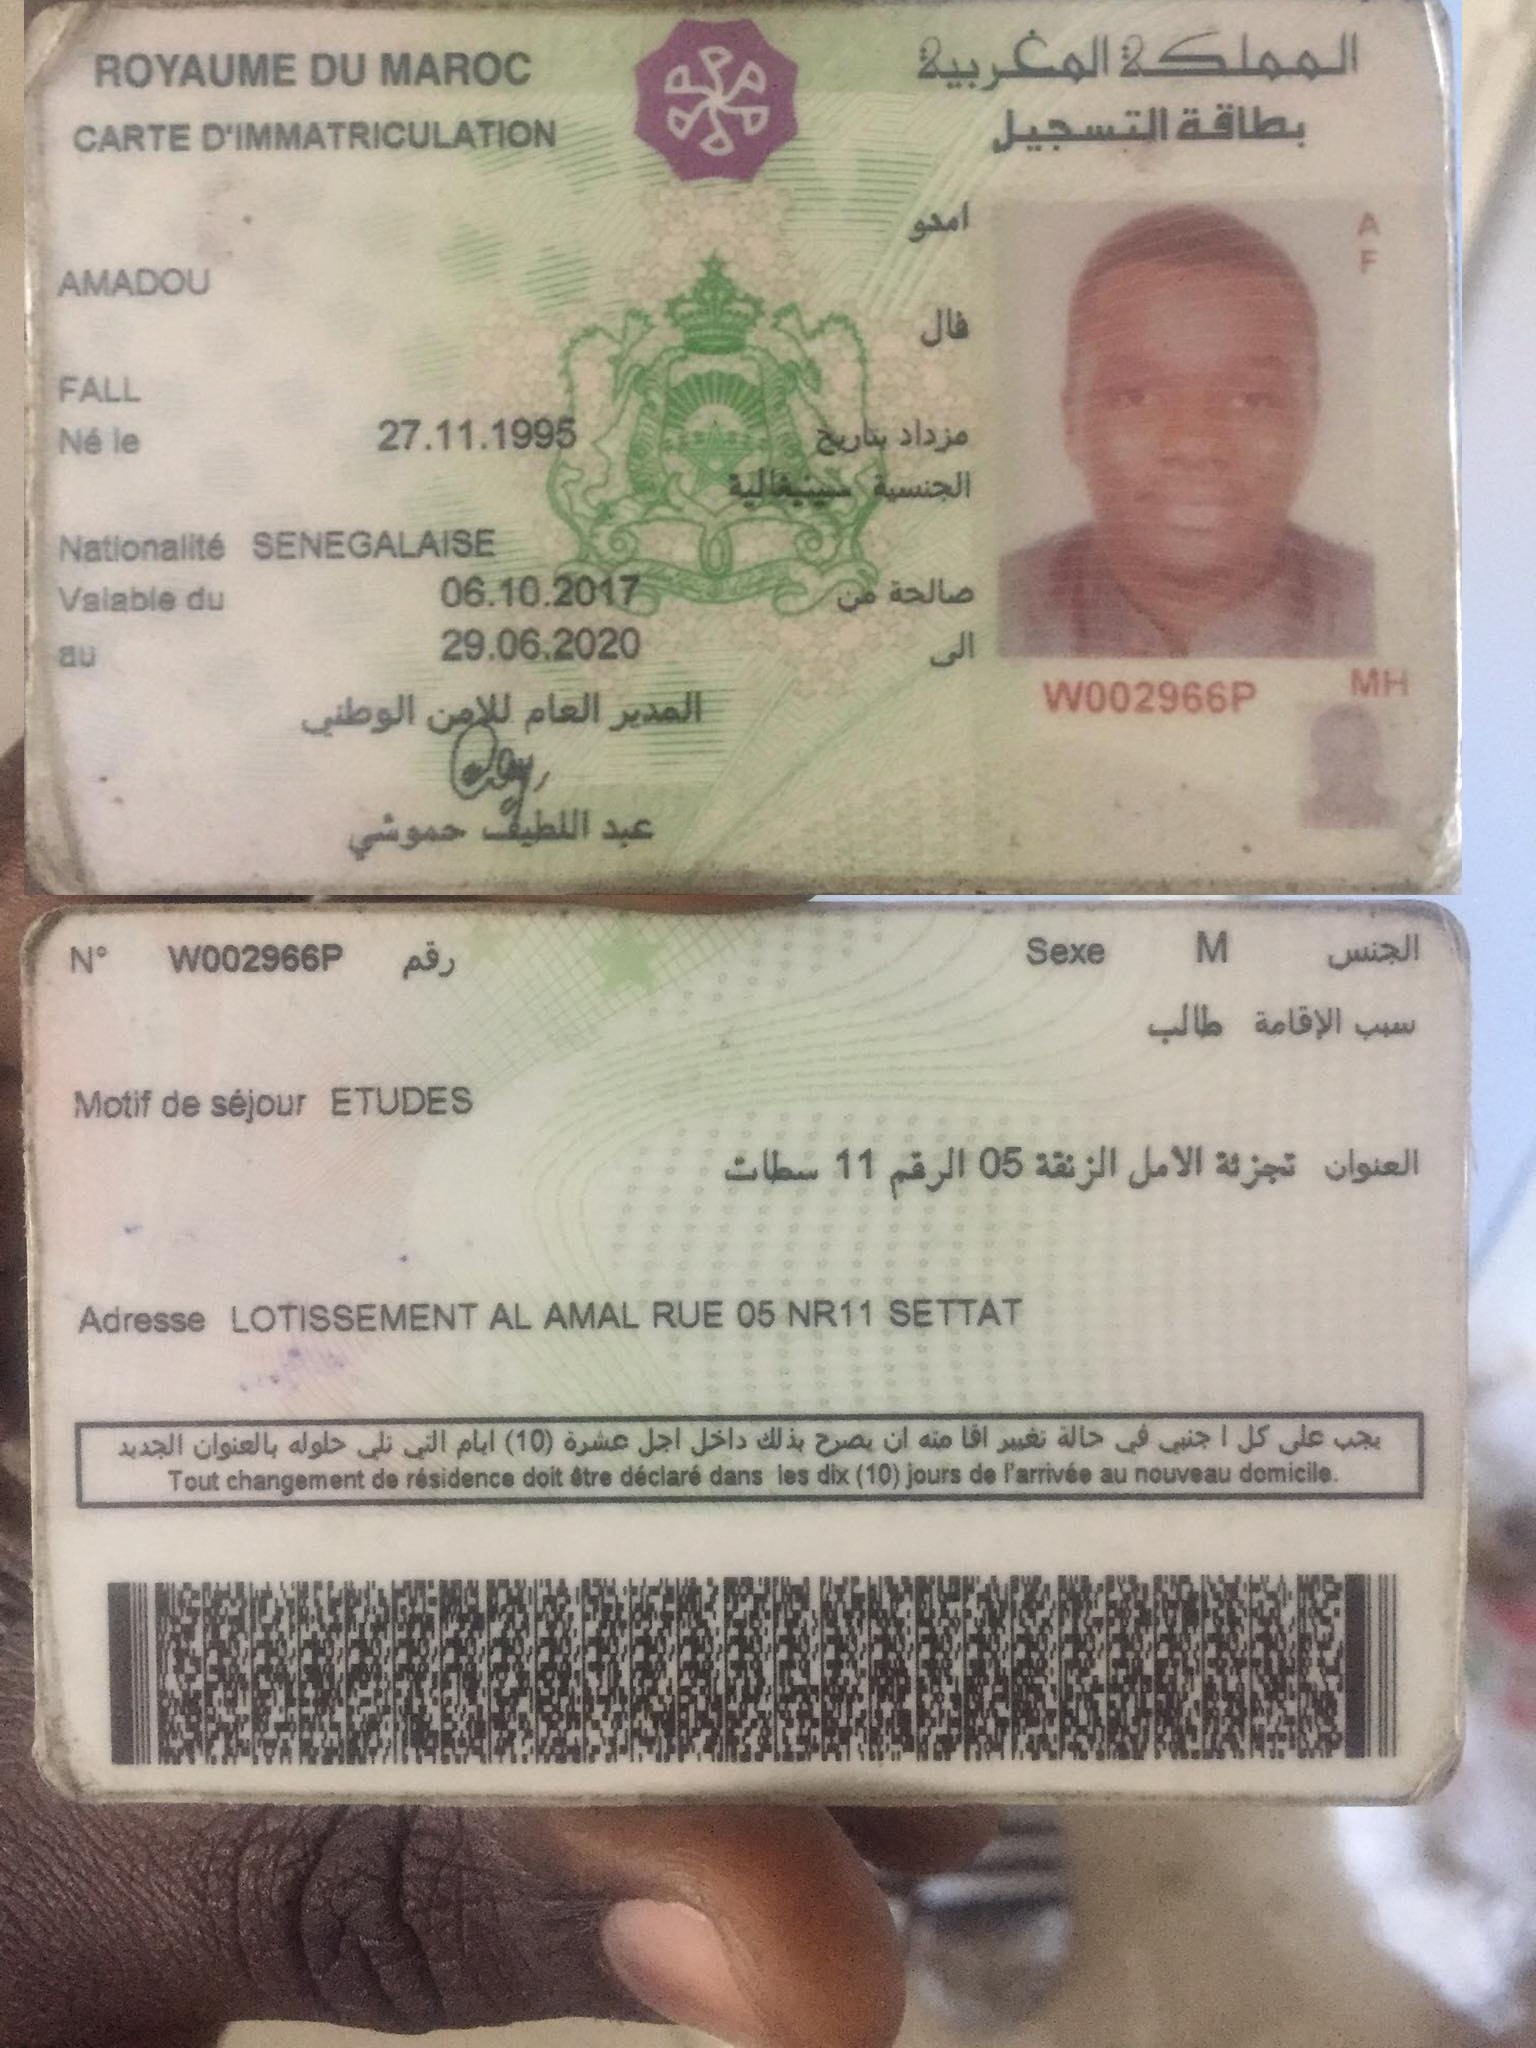 ROYAUME DU MAROC
المملكة المغربية
CARTE D'IMMATRICULATION
بطاقة التسجيل
امدو
AMADOU
A
F
فال
FALL
Né le 27.11.1995 مزداد بتاريخ
الجنسية سينيغالية
Nationalité SENEGALAISE
Valable du 06.10.2017 صالحة من
au 29.06.2020 الى
W002966P
MH
المدير العام للامن الوطني
عبد اللطيف حموشي
N° W002966P رقم
Sexe M الجنس
سبب الإقامة طالب
Motif de séjour ETUDES
العنوان تجزئة الامل الزنقة 05 الرقم 11 سطات
Adresse LOTISSEMENT AL AMAL RUE 05 NR11 SETTAT
يجب على كل ا جنبي في حالة تغيير اقا مته ان يصرح بذلك داخل اجل عشرة (10) ايام التي تلي حلوله بالعنوان الجديد
Tout changement de résidence doit être déclaré dans les dix (10) jours de l'arrivée au nouveau domicile.